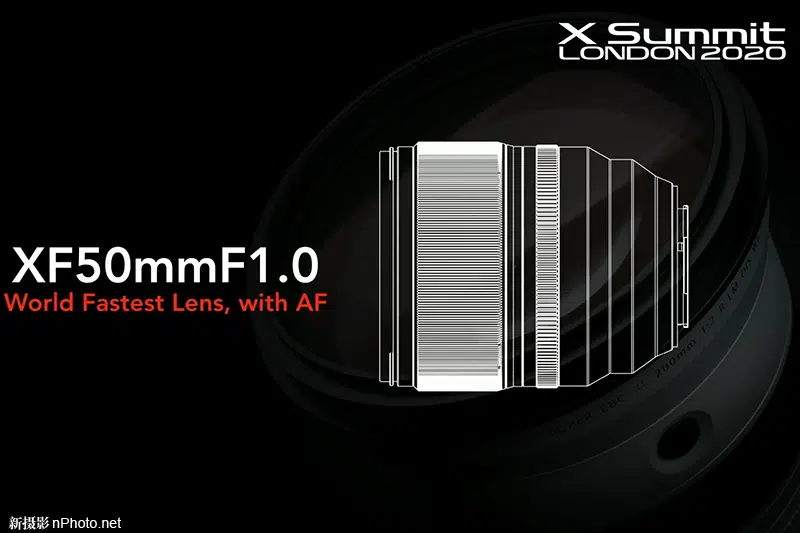 X Summit
LONDON 2020
XF50mmF1.0
World Fastest Lens, with AF
新摄影 nPhoto.net